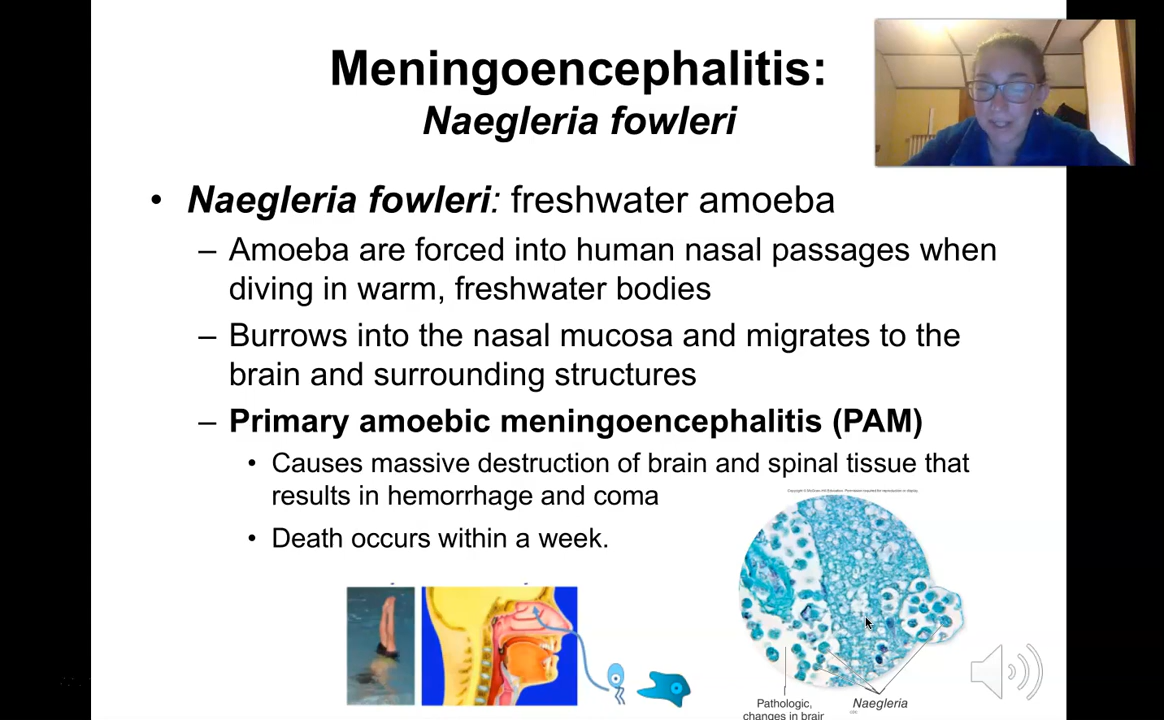 Meningoencephalitis:
Naegleria fowleri
• Naegleria fowleri: freshwater amoeba
– Amoeba are forced into human nasal passages when
diving in warm, freshwater bodies
– Burrows into the nasal mucosa and migrates to the
brain and surrounding structures
– Primary amoebic meningoencephalitis (PAM)
• Causes massive destruction of brain and spinal tissue that
results in hemorrhage and coma
Copyright © McGraw-Hill Education. Permission required for reproduction or display.
• Death occurs within a week.
Pathologic,
changes in brain
Naegleria